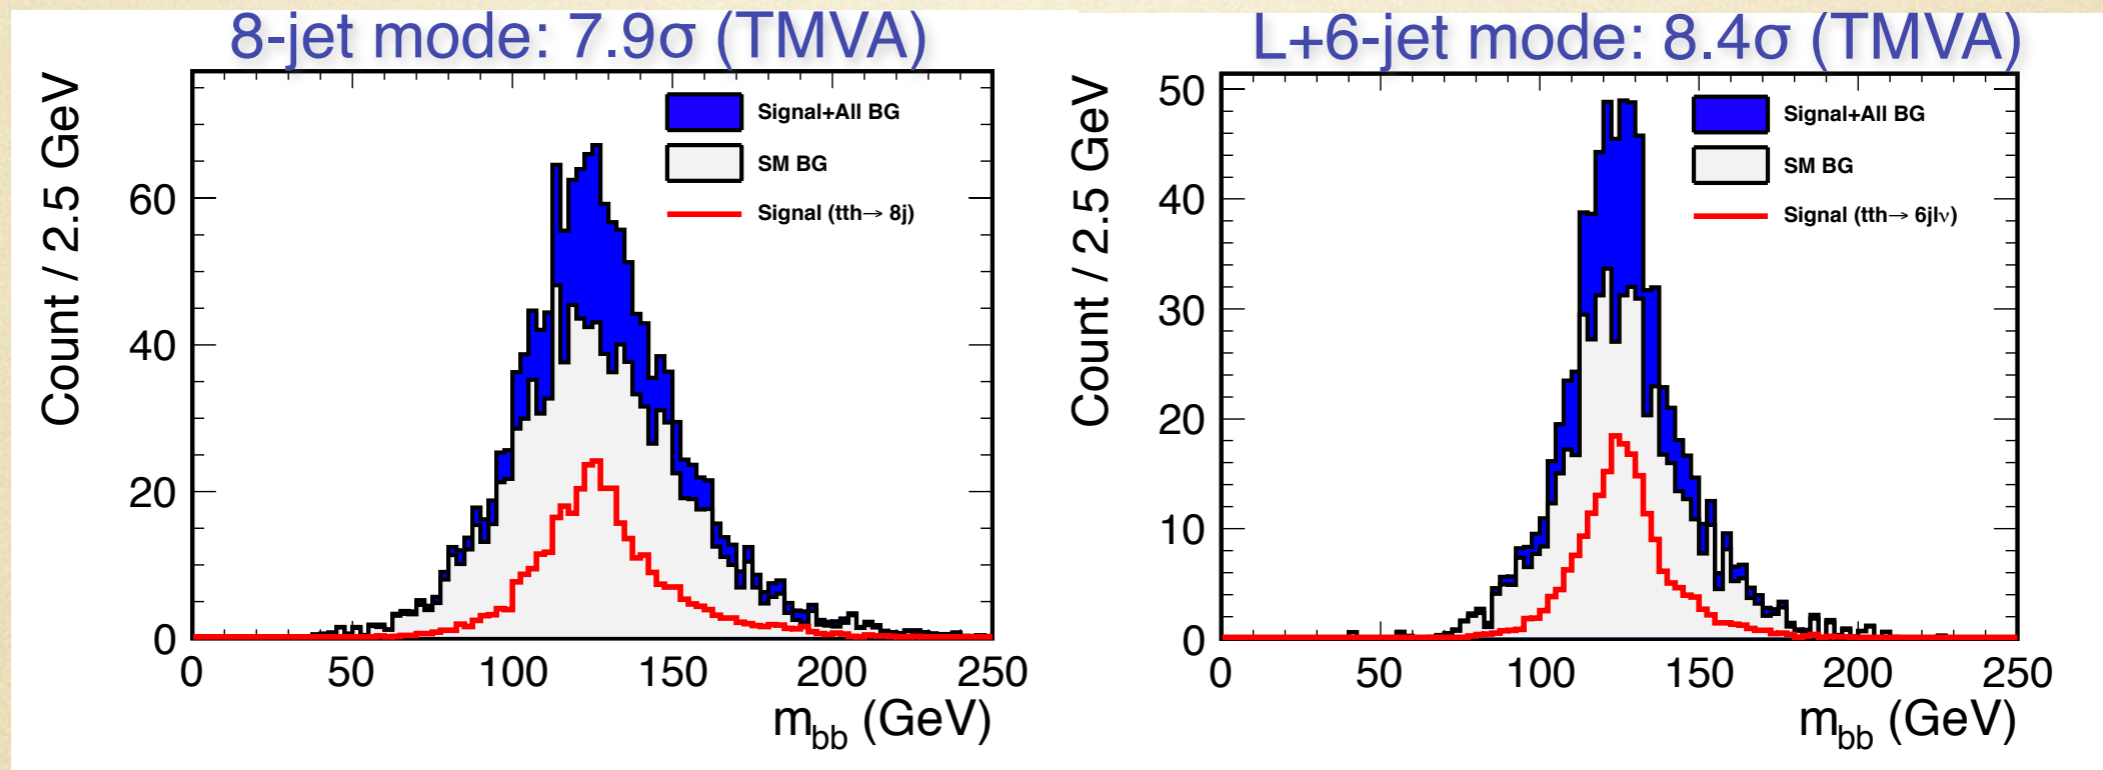 8-jet mode: 7.9σ (TMVA)
Count / 2.5 GeV
60
40
20
0
0 50 100 150 200 250
m_bb (GeV)
Signal+All BG
SM BG
Signal (tth→ 8j)
L+6-jet mode: 8.4σ (TMVA)
Count / 2.5 GeV
50
40
30
20
10
0
0 50 100 150 200 250
m_bb (GeV)
Signal+All BG
SM BG
Signal (tth→ 6jlν)